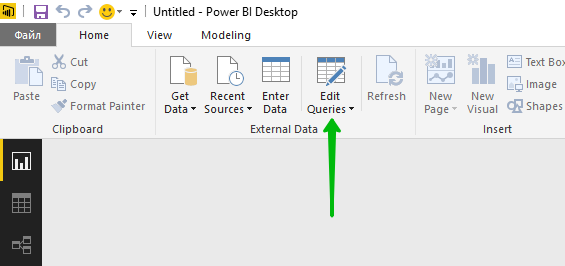 Untitled - Power BI Desktop
Файл Home View Modeling
Paste
Cut
Copy
Format Painter
Clipboard
Get Data
Recent Sources
Enter Data
Edit Queries
External Data
Refresh
New Page
New Visual
Text Box
Image
Shapes
Insert